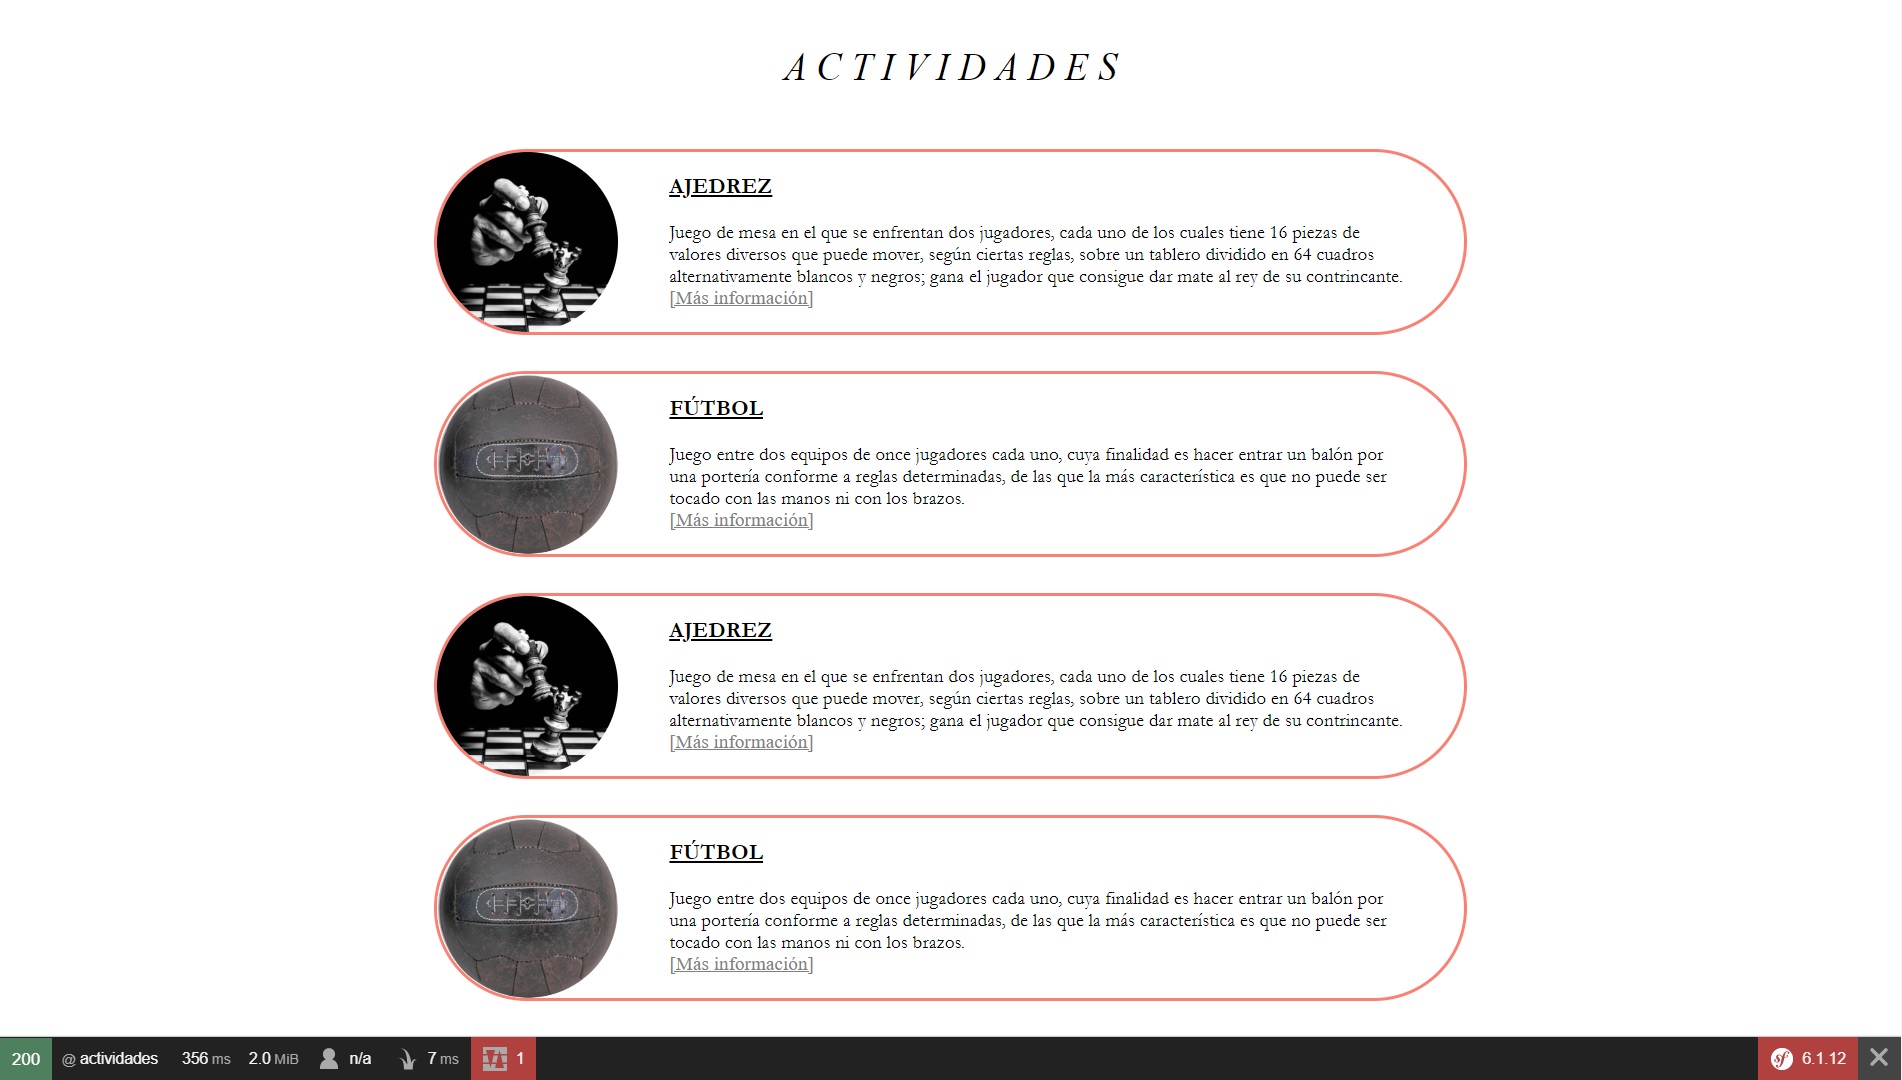 ACTIVIDADES
AJEDREZ
Juego de mesa en el que se enfrentan dos jugadores, cada uno de los cuales tiene 16 piezas de
valores diversos que puede mover, según ciertas reglas, sobre un tablero dividido en 64 cuadros
alternativamente blancos y negros; gana el jugador que consigue dar mate al rey de su contrincante.
[Más información]
FÚTBOL
Juego entre dos equipos de once jugadores cada uno, cuya finalidad es hacer entrar un balón por
una portería conforme a reglas determinadas, de las que la más característica es que no puede ser
tocado con las manos ni con los brazos.
[Más información]
AJEDREZ
Juego de mesa en el que se enfrentan dos jugadores, cada uno de los cuales tiene 16 piezas de
valores diversos que puede mover, según ciertas reglas, sobre un tablero dividido en 64 cuadros
alternativamente blancos y negros; gana el jugador que consigue dar mate al rey de su contrincante.
[Más información]
FÚTBOL
Juego entre dos equipos de once jugadores cada uno, cuya finalidad es hacer entrar un balón por
una portería conforme a reglas determinadas, de las que la más característica es que no puede ser
tocado con las manos ni con los brazos.
[Más información]
200 @ actividades 356 ms 2.0 MiB n/a 7 ms 1 sf 6.1.12